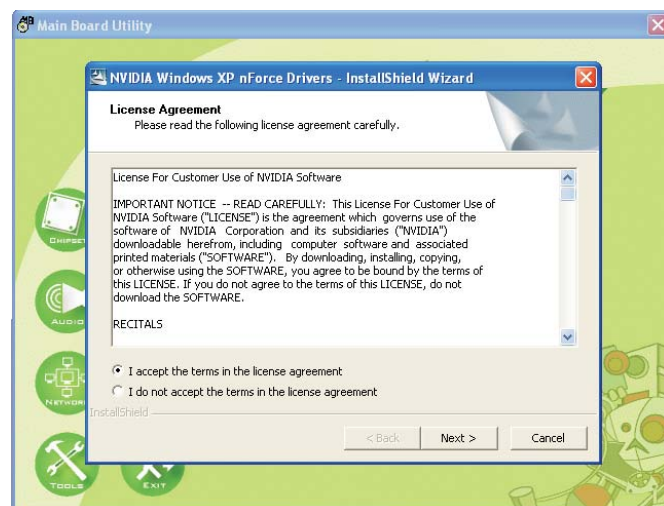 Main Board Utility
NVIDIA Windows XP nForce Drivers - InstallShield Wizard
License Agreement
Please read the following license agreement carefully.
License For Customer Use of NVIDIA Software
IMPORTANT NOTICE -- READ CAREFULLY: This License For Customer Use of
NVIDIA Software ("LICENSE") is the agreement which governs use of the
software of NVIDIA Corporation and its subsidiaries ("NVIDIA")
downloadable herefrom, including computer software and associated
printed materials ("SOFTWARE"). By downloading, installing, copying,
or otherwise using the SOFTWARE, you agree to be bound by the terms of
this LICENSE. If you do not agree to the terms of this LICENSE, do not
download the SOFTWARE.
RECITALS
I accept the terms in the license agreement
I do not accept the terms in the license agreement
InstallShield
< Back
Next >
Cancel
CHIPSET
AUDIO
NETWORK
TOOLS
EXIT